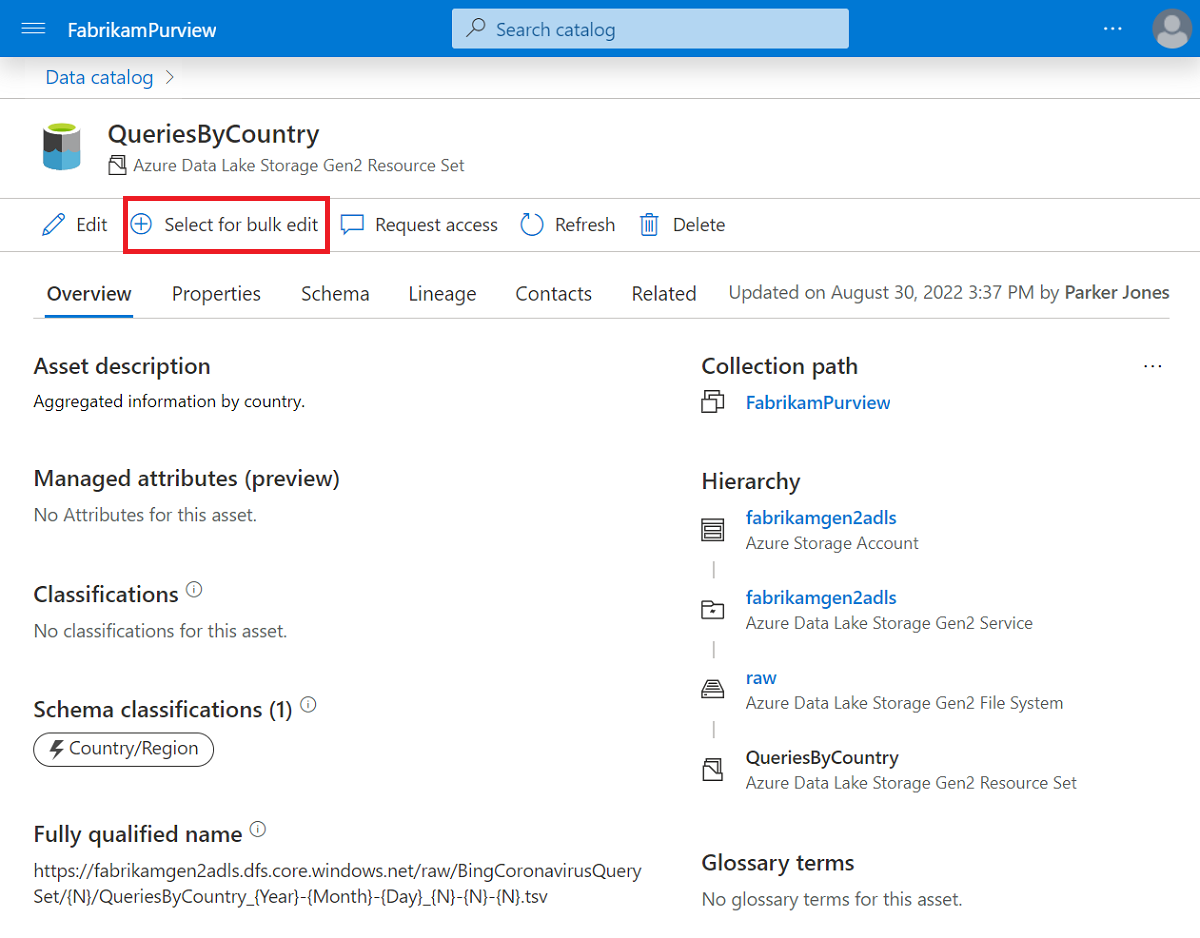 FabrikamPurview
Search catalog
...
Data catalog >
QueriesByCountry
Azure Data Lake Storage Gen2 Resource Set
Edit
Select for bulk edit
Request access
Refresh
Delete
Overview
Properties
Schema
Lineage
Contacts
Related
Updated on August 30, 2022 3:37 PM by Parker Jones
Asset description
Aggregated information by country.
Managed attributes (preview)
No Attributes for this asset.
Classifications
No classifications for this asset.
Schema classifications (1)
Country/Region
Fully qualified name
https://fabrikamgen2adls.dfs.core.windows.net/raw/BingCoronavirusQuery
Set/{N}/QueriesByCountry_{Year}-{Month}-{Day}_{N}-{N}-{N}.tsv
Collection path
...
FabrikamPurview
Hierarchy
fabrikamgen2adls
Azure Storage Account
fabrikamgen2adls
Azure Data Lake Storage Gen2 Service
raw
Azure Data Lake Storage Gen2 File System
QueriesByCountry
Azure Data Lake Storage Gen2 Resource Set
Glossary terms
No glossary terms for this asset.